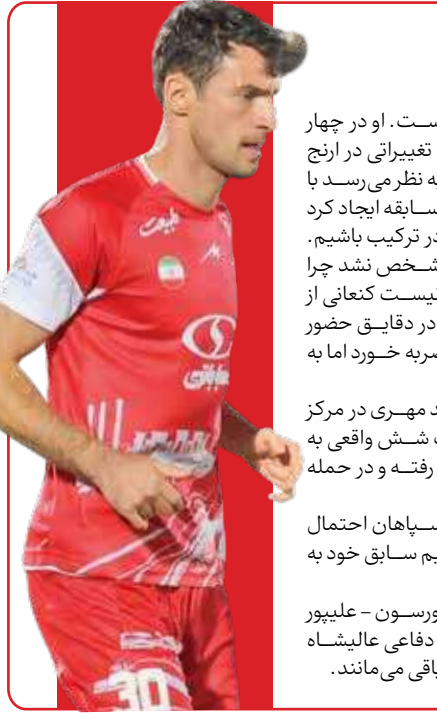 ست. او در چهار
تغییراتی در ارنج
به نظر می‌رسد با
سابقه ایجاد کرد
در ترکیب باشیم.
شخص نشد چرا
نیست کنعانی از
در دقایق حضور
ضربه خورد اما به
د مهری در مرکز
شش واقعی به
رفته و در حمله
سپاهان احتمال
یم سابق خود به
ورسون – علیپور
دفاعی عالیشاه
باقی می‌مانند.
طبیعت
30